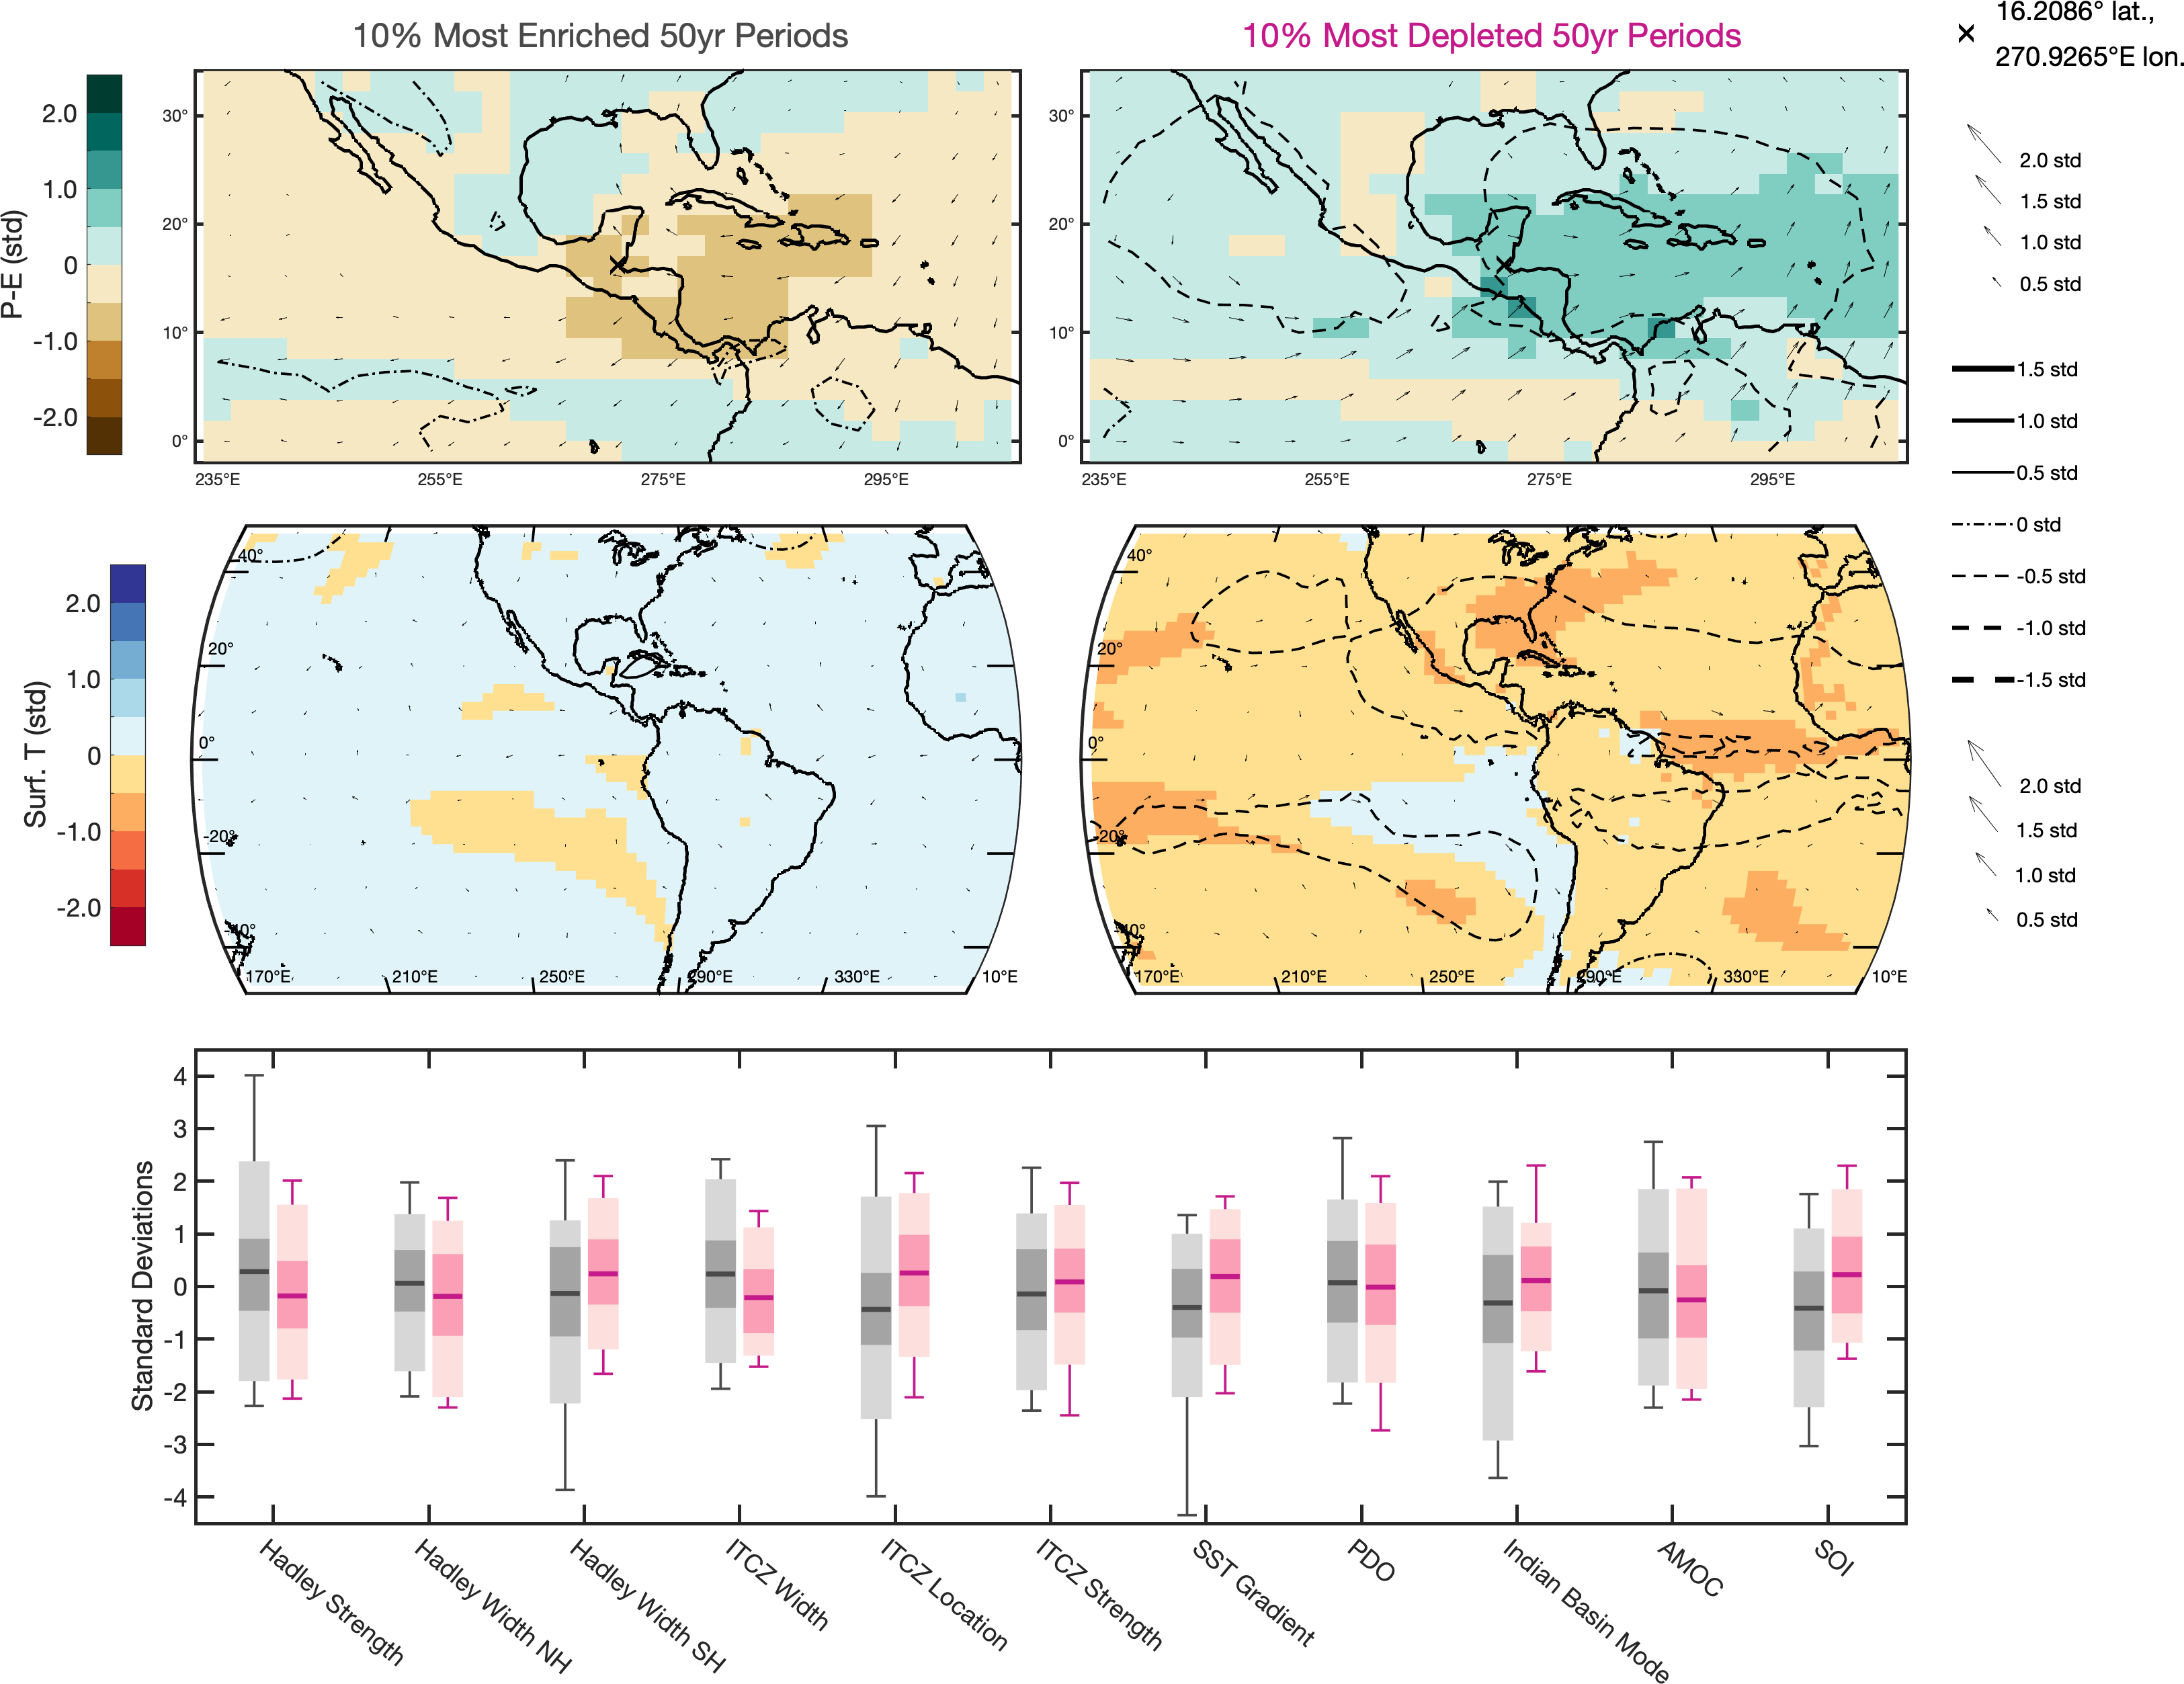 10% Most Enriched 50yr Periods
10% Most Depleted 50yr Periods
16.2086° lat.,
270.9265°E lon.
P-E (std)
2.0
1.0
0
-1.0
-2.0
30°
20°
10°
0°
235°E
255°E
275°E
295°E
30°
20°
10°
0°
235°E
255°E
275°E
295°E
2.0 std
1.5 std
1.0 std
0.5 std
1.5 std
1.0 std
0.5 std
0 std
-0.5 std
-1.0 std
-1.5 std
2.0 std
1.5 std
1.0 std
0.5 std
Surf. T (std)
2.0
1.0
0
-1.0
-2.0
40°
20°
0°
-20°
-40°
170°E
210°E
250°E
290°E
330°E
10°E
40°
20°
0°
-20°
-40°
170°E
210°E
250°E
290°E
330°E
10°E
Standard Deviations
4
3
2
1
0
-1
-2
-3
-4
Hadley Strength
Hadley Width NH
Hadley Width SH
ITCZ Width
ITCZ Location
ITCZ Strength
SST Gradient
PDO
Indian Basin Mode
AMOC
SOI